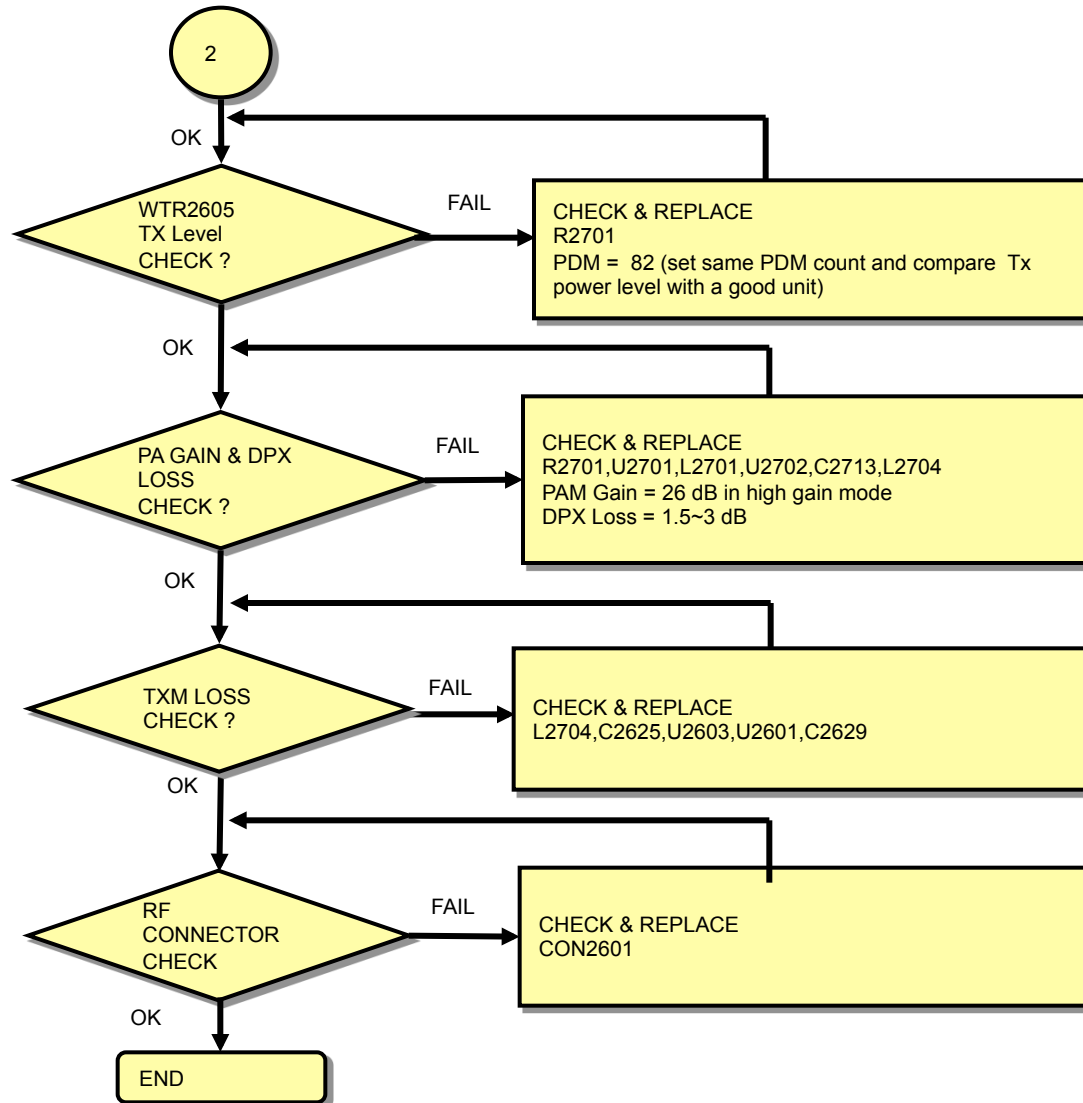 2
OK
WTR2605
TX Level
CHECK ?
FAIL
CHECK & REPLACE
R2701
PDM = 82 (set same PDM count and compare Tx
power level with a good unit)
OK
PA GAIN & DPX
LOSS
CHECK ?
FAIL
CHECK & REPLACE
R2701,U2701,L2701,U2702,C2713,L2704
PAM Gain = 26 dB in high gain mode
DPX Loss = 1.5~3 dB
OK
TXM LOSS
CHECK ?
FAIL
CHECK & REPLACE
L2704,C2625,U2603,U2601,C2629
OK
RF
CONNECTOR
CHECK
FAIL
CHECK & REPLACE
CON2601
OK
END